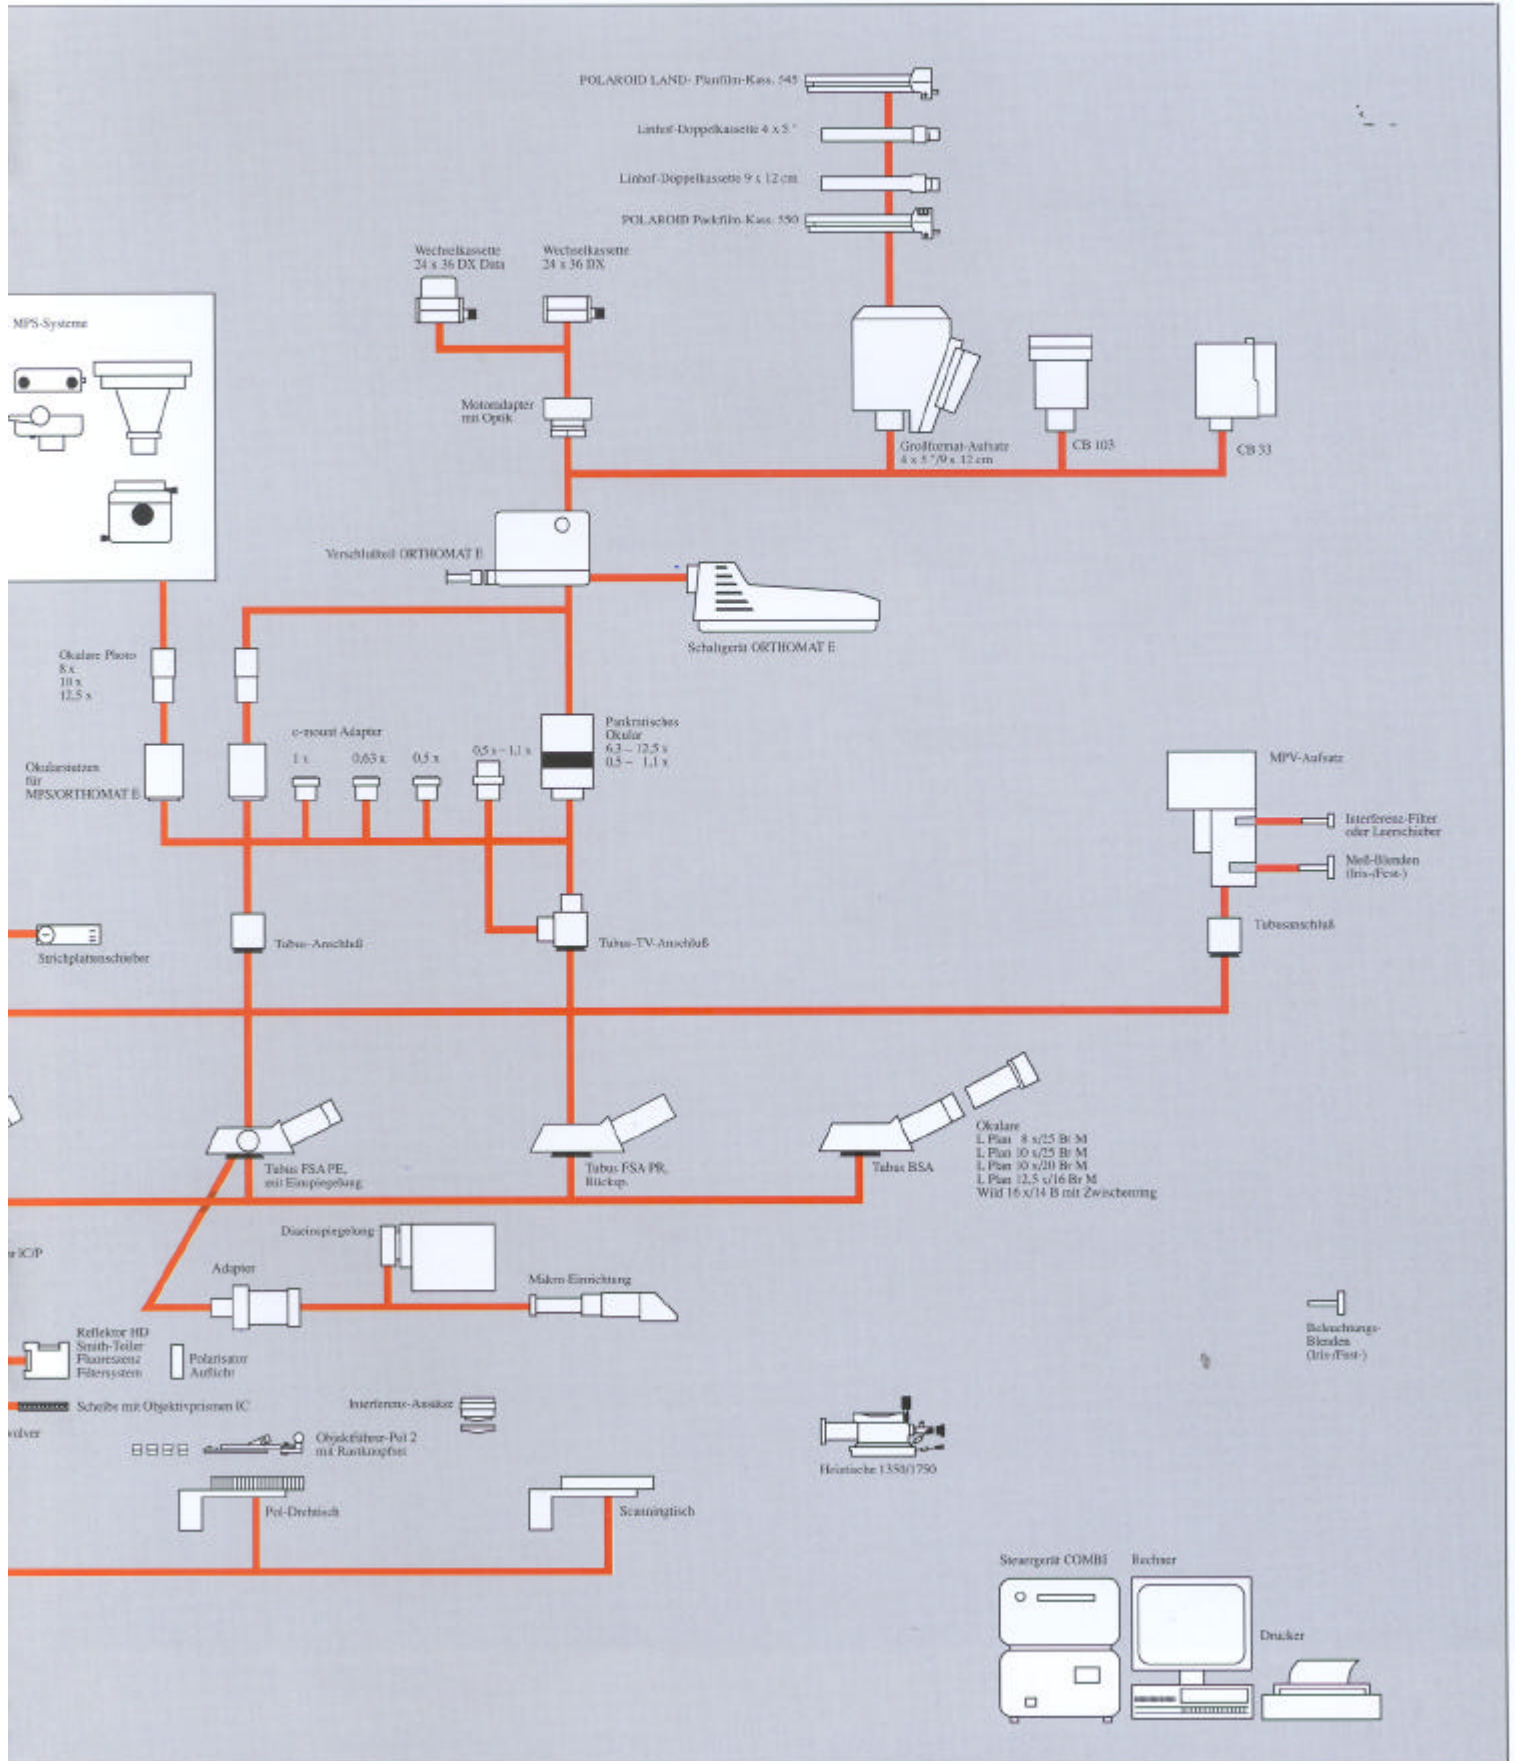 POLAROID LAND- Planfilm-Kass. 545
Linhof-Doppelkassette 4 x 5 "
Linhof-Doppelkassette 9 x 12 cm
POLAROID Packfilm-Kass. 550
Wechselkassette
24 x 36 DX Data
Wechselkassette
24 x 36 DX
MPS-Systeme
Motoradapter
mit Optik
Großformat-Aufsatz
4 x 5 "/9 x 12 cm
CB 103
CB 33
Verschlußteil ORTHOMAT E
Schaltgerät ORTHOMAT E
Okulare Photo
8 x
10 x
12,5 x
c-mount Adapter
1 x
0,63 x
0,5 x
0,5 x – 1,1 x
Pankratisches
Okular
6,3 – 12,5 x
0,5 – 1,1 x
Okularstutzen
für
MPS/ORTHOMAT E
MPV-Aufsatz
Interferenz-Filter
oder Leerschieber
Meß-Blenden
(Iris-/Fest-)
Strichplattenschieber
Tubus-Anschluß
Tubus-TV-Anschluß
Tubusanschluß
Tubus FSA PE,
mit Einspiegelung
Tubus FSA PR,
Rücksp.
Tubus BSA
Okulare
L Plan 8 x/25 Br M
L Plan 10 x/25 Br M
L Plan 10 x/20 Br M
L Plan 12,5 x/16 Br M
Wild 16 x/14 B mit Zwischenring
IC/P
Diaeinspiegelung
Adapter
Makro-Einrichtung
Reflektor HD
Smith-Teiler
Fluoreszenz
Filtersystem
Polarisator
Auflicht
Beleuchtungs-
Blenden
(Iris-/Fest-)
Scheibe mit Objektivprismen IC
Interferenz-Ansätze
volver
Objektführer-Pol 2
mit Rastknopfset
Heiztische 1350/1750
Pol-Drehtisch
Scanningtisch
Steuergerät COMBI
Rechner
Drucker